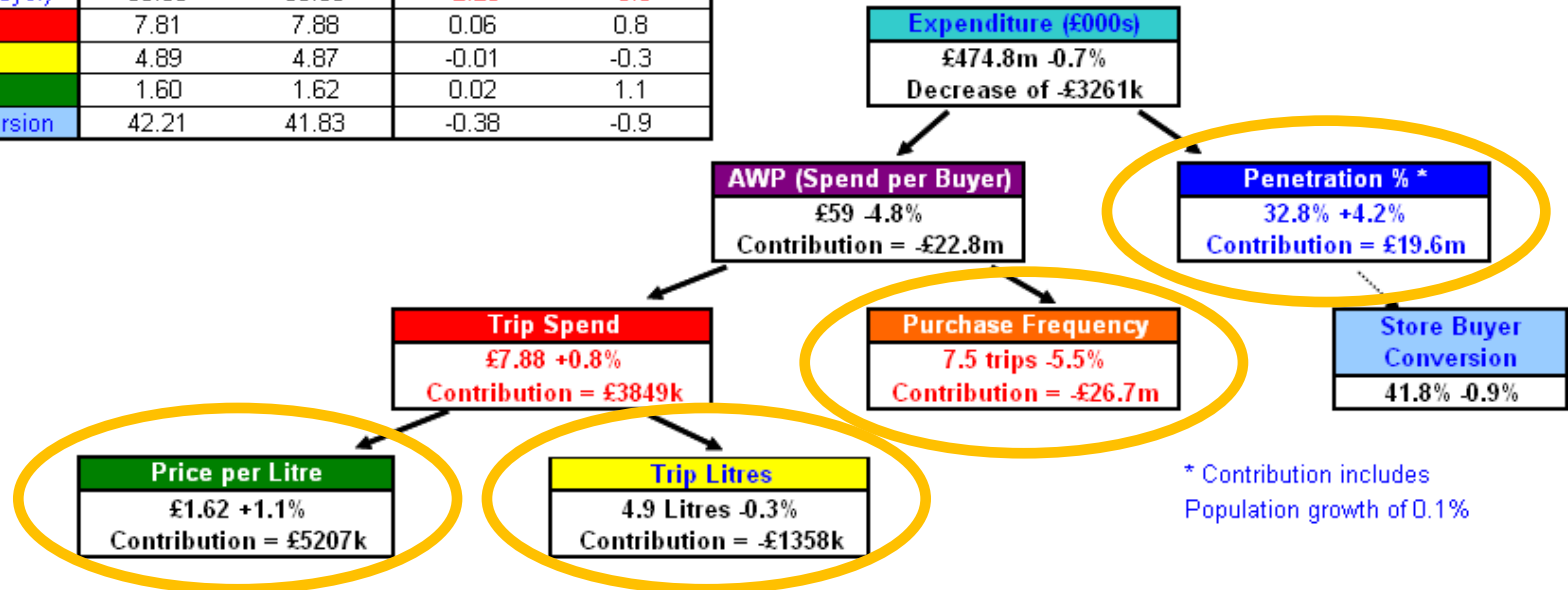 7.81 7.88 0.06 0.8
4.89 4.87 -0.01 -0.3
1.60 1.62 0.02 1.1
42.21 41.83 -0.38 -0.9
Expenditure (£000s)
£474.8m -0.7%
Decrease of -£3261k
AWP (Spend per Buyer)
£59 -4.8%
Contribution = -£22.8m
Penetration % *
32.8% +4.2%
Contribution = £19.6m
Trip Spend
£7.88 +0.8%
Contribution = £3849k
Purchase Frequency
7.5 trips -5.5%
Contribution = -£26.7m
Store Buyer
Conversion
41.8% -0.9%
Price per Litre
£1.62 +1.1%
Contribution = £5207k
Trip Litres
4.9 Litres -0.3%
Contribution = -£1358k
* Contribution includes
Population growth of 0.1%